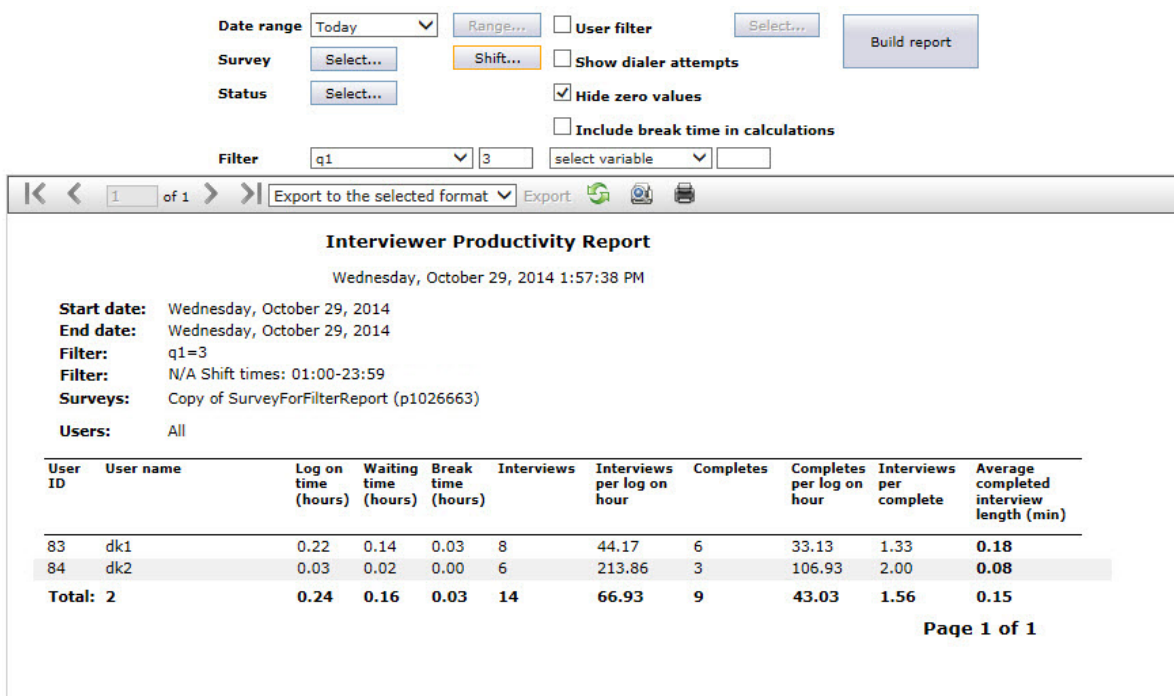 Date range Today Range... User filter Select... Build report
Survey Select... Shift... Show dialer attempts
Status Select... Hide zero values
Include break time in calculations
Filter q1 3 select variable
1 of 1 Export to the selected format Export
Interviewer Productivity Report
Wednesday, October 29, 2014 1:57:38 PM
Start date: Wednesday, October 29, 2014
End date: Wednesday, October 29, 2014
Filter: q1=3
Filter: N/A Shift times: 01:00-23:59
Surveys: Copy of SurveyForFilterReport (p1026663)
Users: All
User ID User name Log on time (hours) Waiting time (hours) Break time (hours) Interviews Interviews per log on hour Completes Completes per log on hour Interviews per complete Average completed interview length (min)
83 dk1 0.22 0.14 0.03 8 44.17 6 33.13 1.33 0.18
84 dk2 0.03 0.02 0.00 6 213.86 3 106.93 2.00 0.08
Total: 2 0.24 0.16 0.03 14 66.93 9 43.03 1.56 0.15
Page 1 of 1